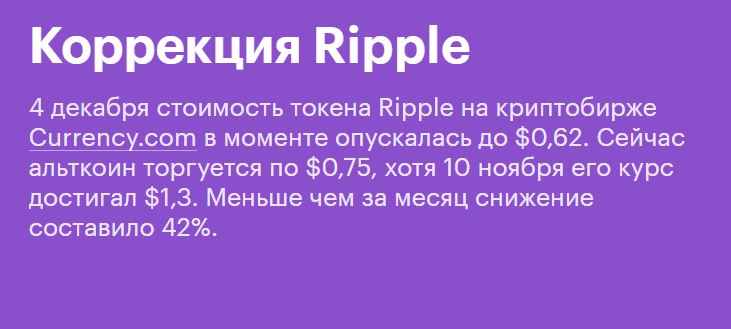 Коррекция Ripple
4 декабря стоимость токена Ripple на криптобирже
Currency.com в моменте опускалась до $0,62. Сейчас
альткоин торгуется по $0,75, хотя 10 ноября его курс
достигал $1,3. Меньше чем за месяц снижение
составило 42%.